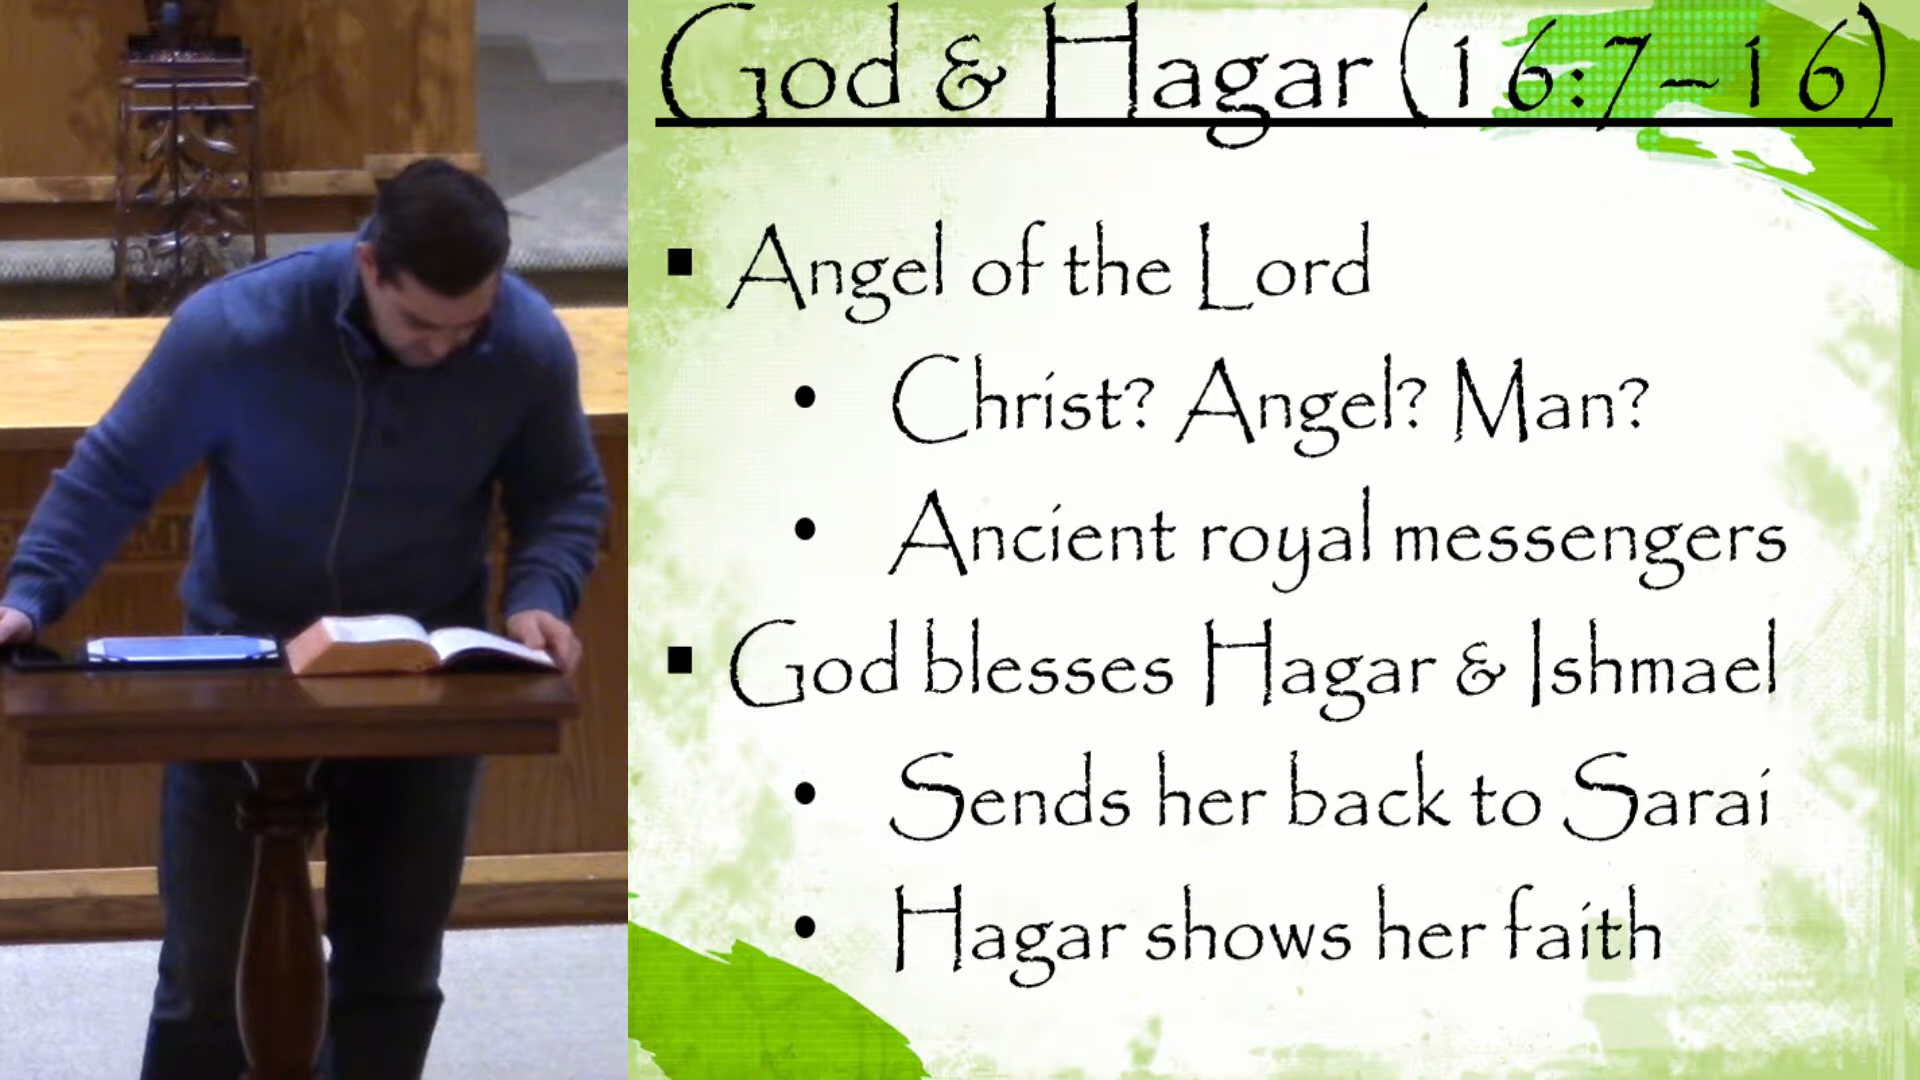 God & Hagar (16:7-16)
▪ Angel of the Lord
• Christ? Angel? Man?
• Ancient royal messengers
▪ God blesses Hagar & Ishmael
• Sends her back to Sarai
• Hagar shows her faith